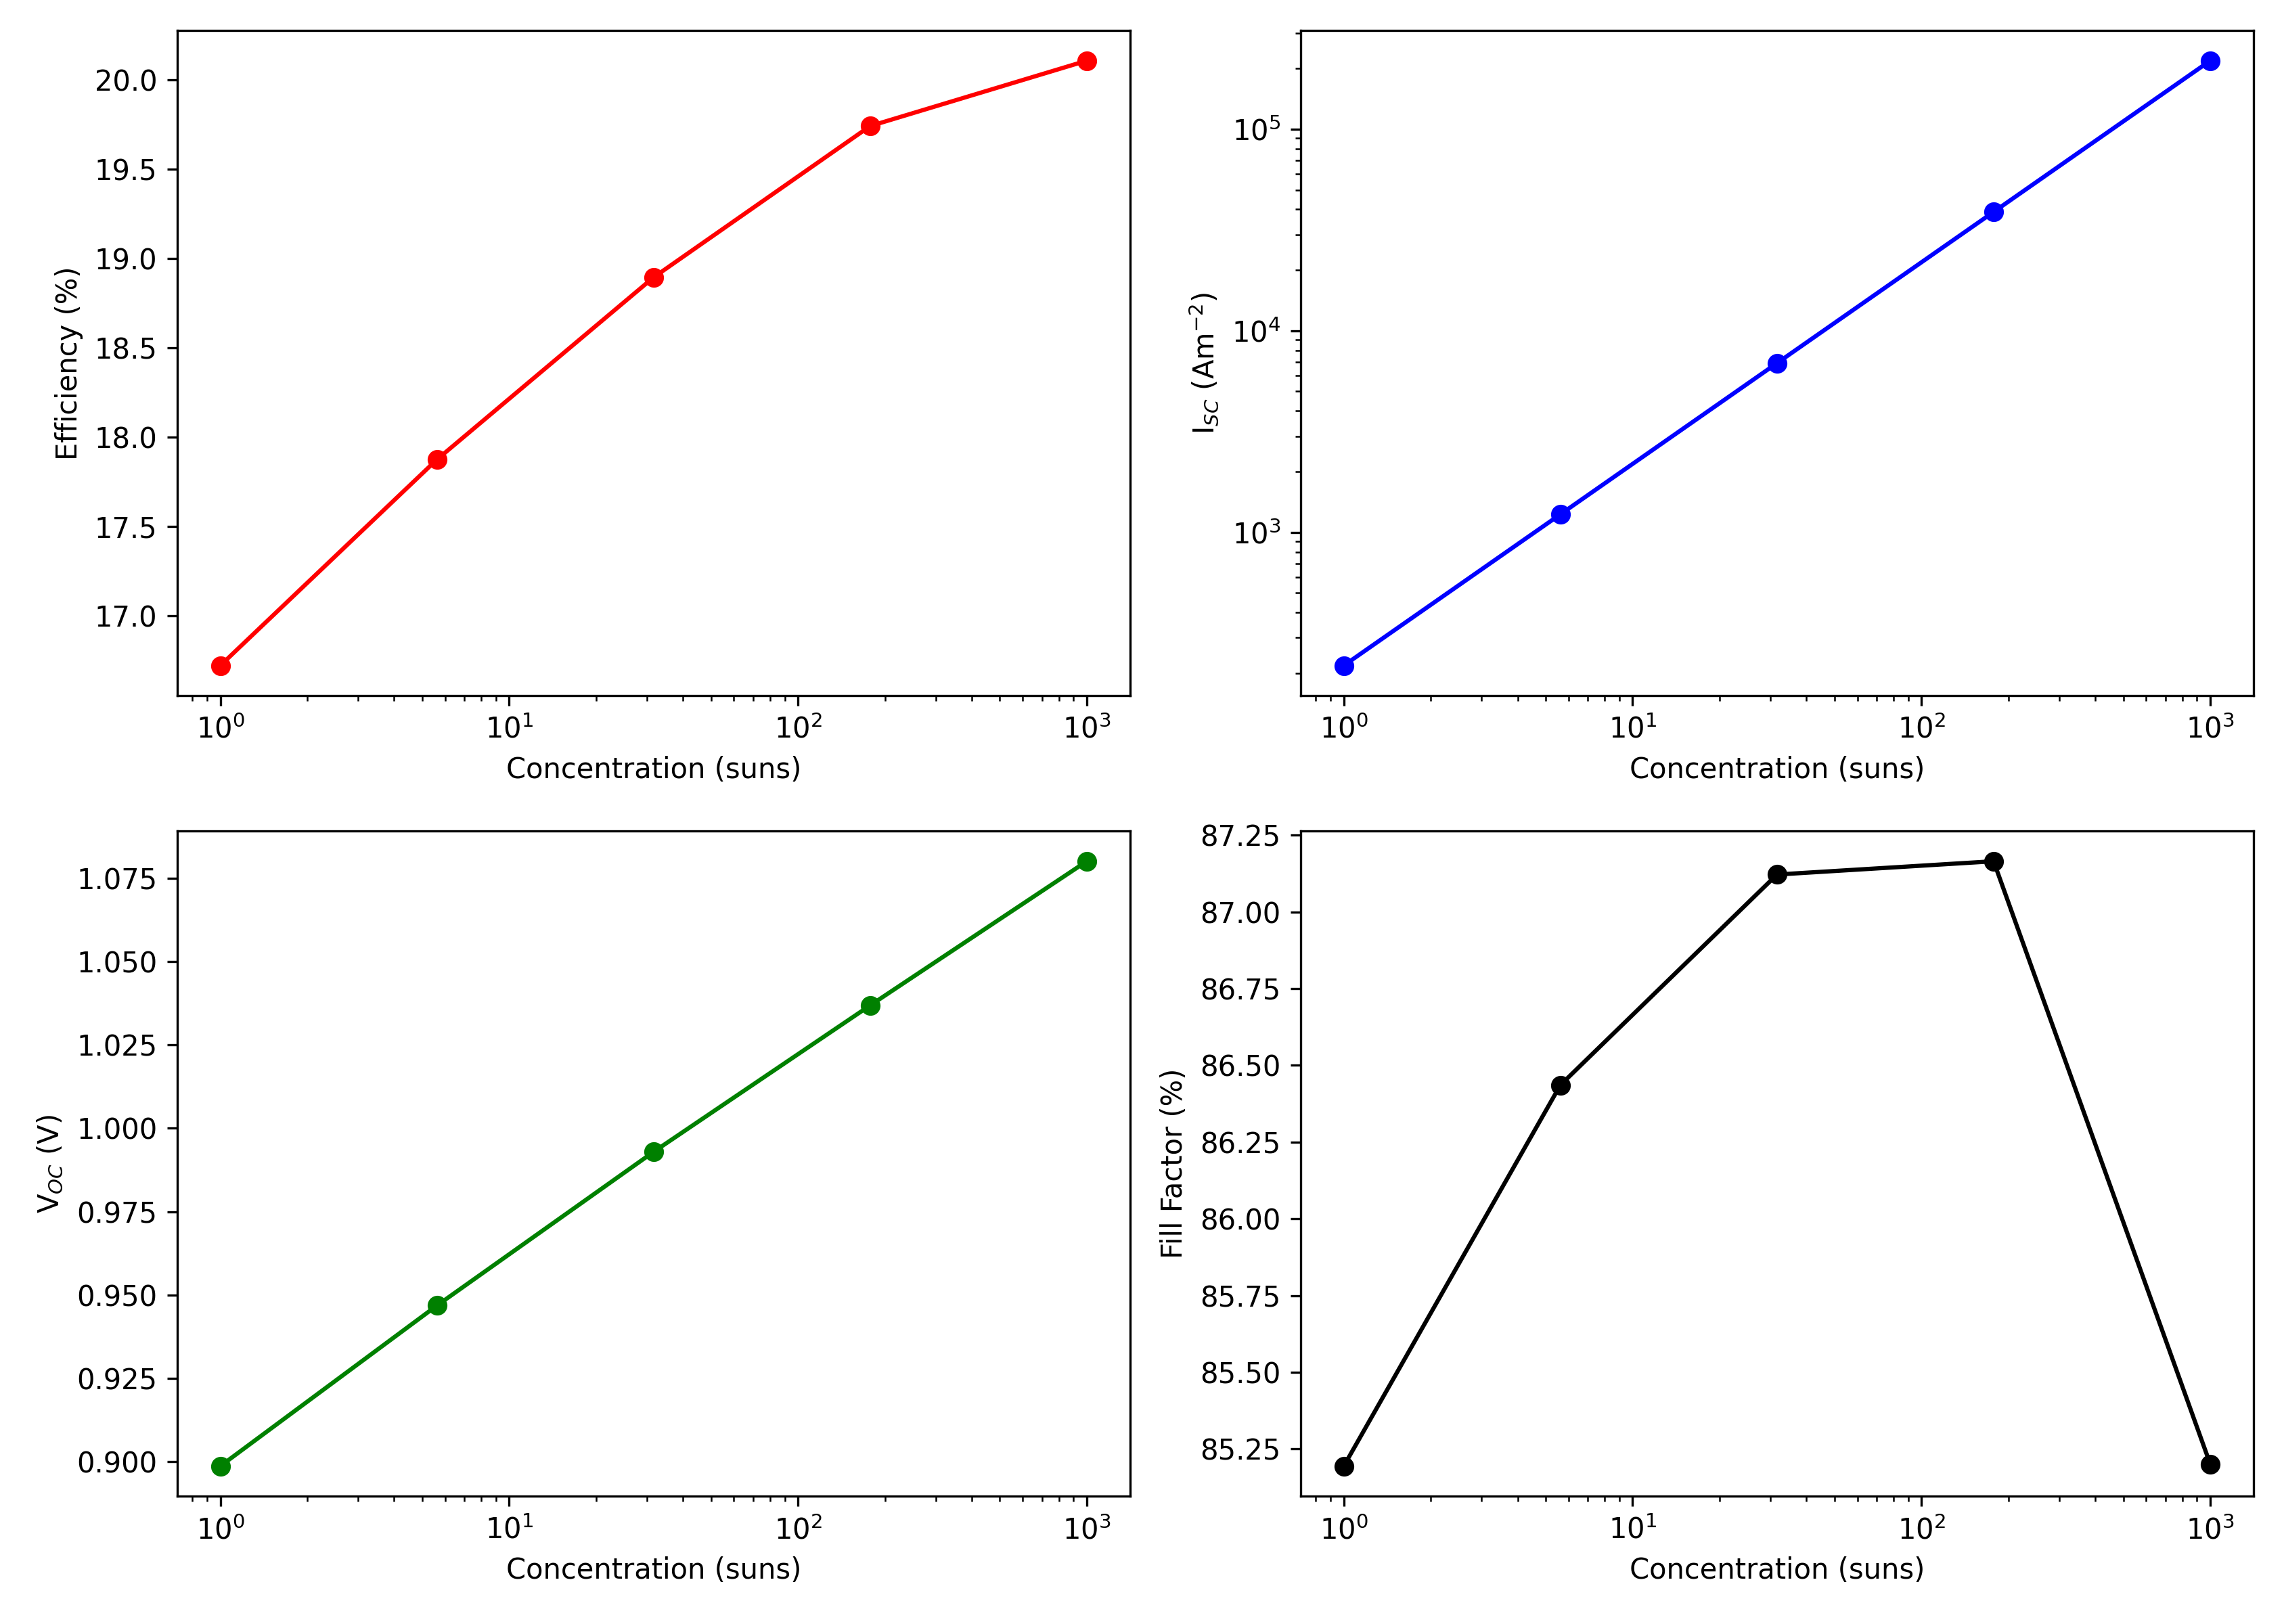 20.0
19.5
19.0
18.5
18.0
17.5
17.0
Efficiency (%)
10⁰ 10¹ 10² 10³
Concentration (suns)
10⁵
10⁴
10³
I_SC (Am⁻²)
10⁰ 10¹ 10² 10³
Concentration (suns)
1.075
1.050
1.025
1.000
0.975
0.950
0.925
0.900
V_OC (V)
10⁰ 10¹ 10² 10³
Concentration (suns)
87.25
87.00
86.75
86.50
86.25
86.00
85.75
85.50
85.25
Fill Factor (%)
10⁰ 10¹ 10² 10³
Concentration (suns)